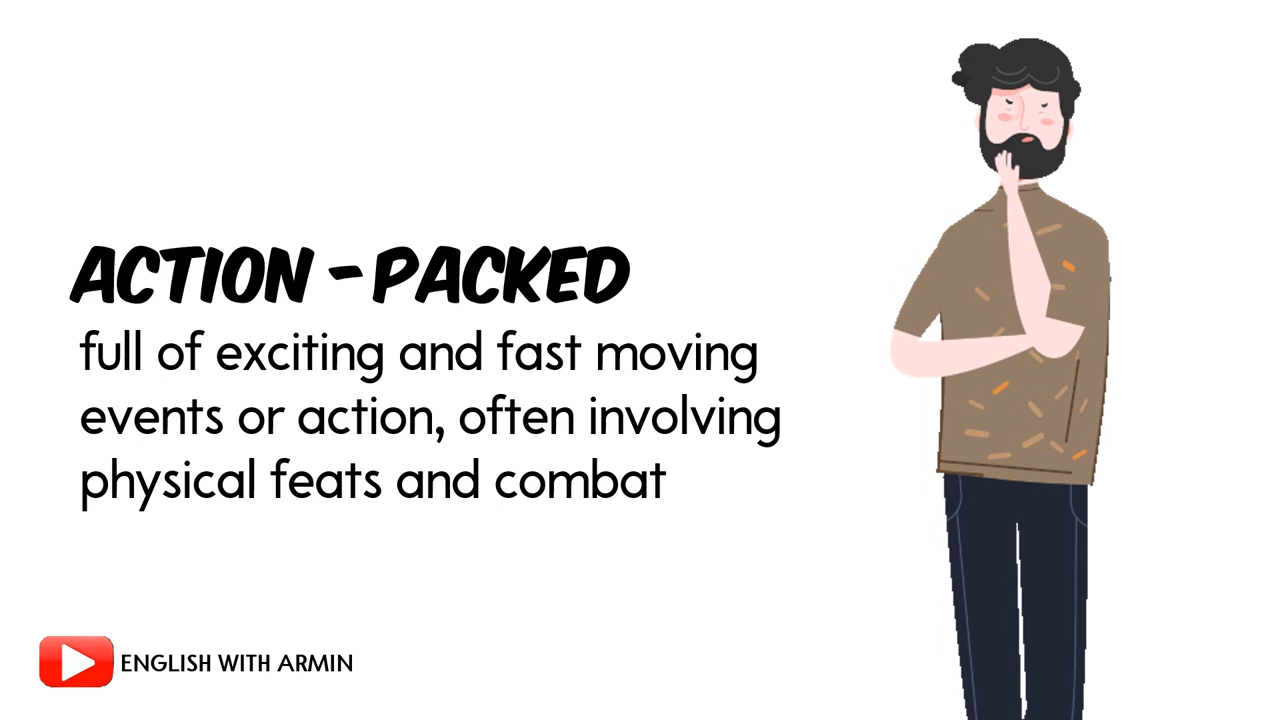 ACTION - PACKED
full of exciting and fast moving
events or action, often involving
physical feats and combat
ENGLISH WITH ARMIN